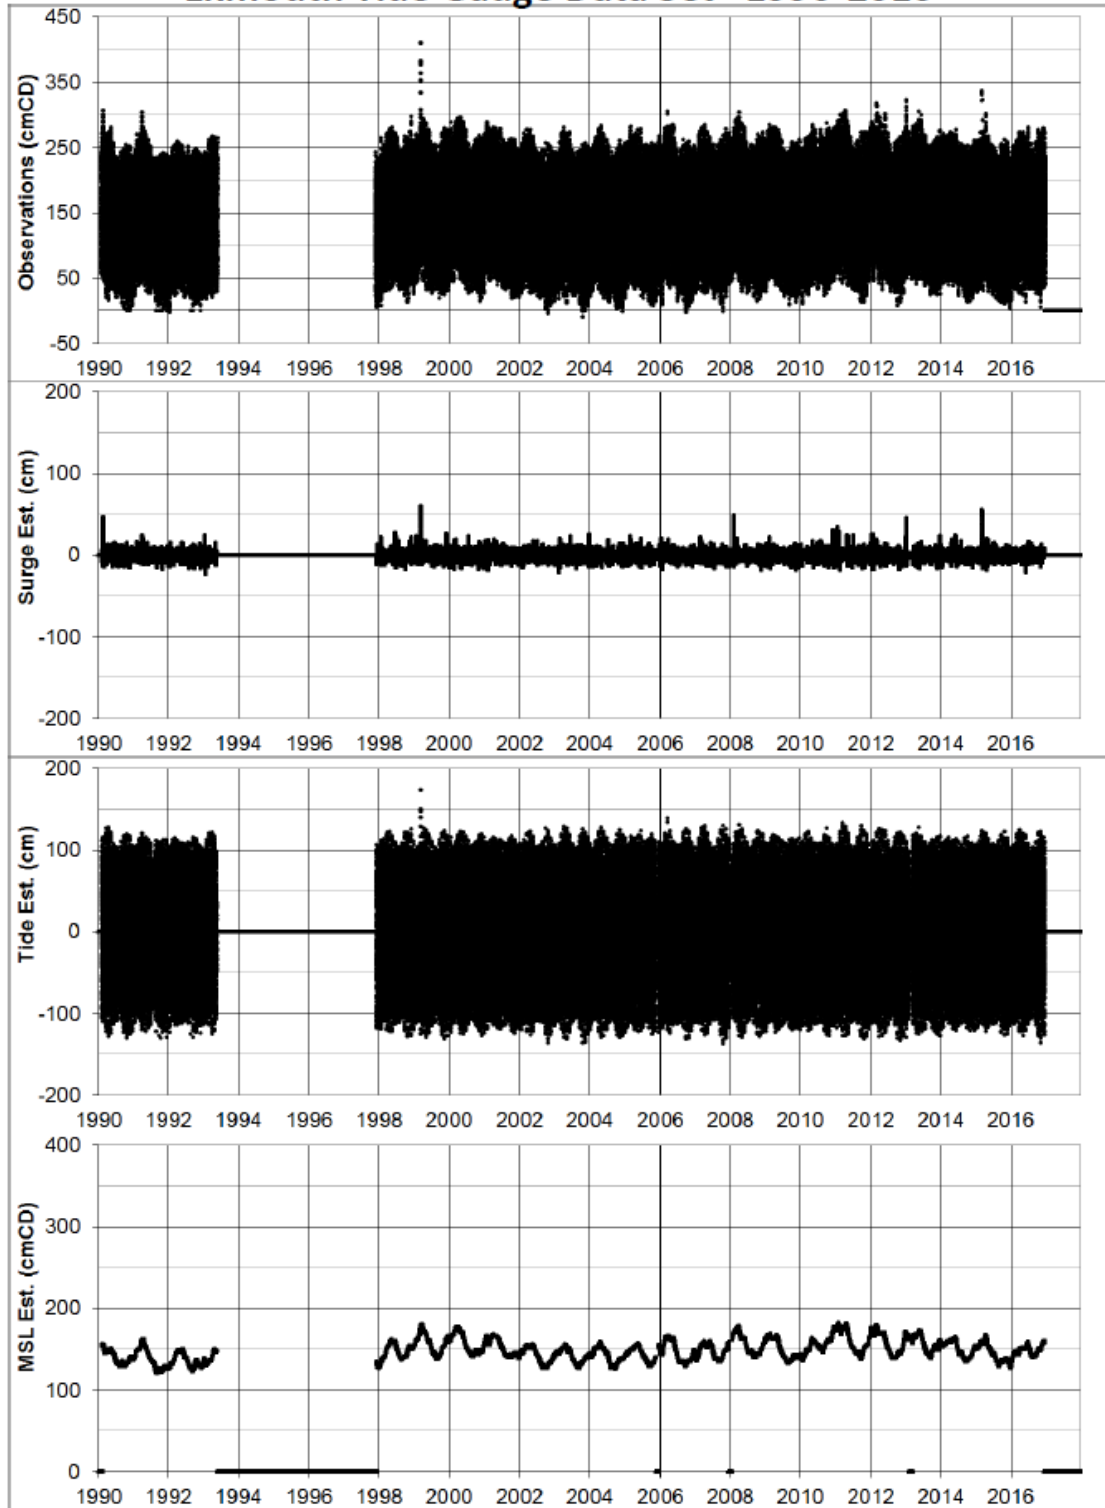 Exmouth Tide Gauge Data Set 1990-2016
450
350
250
150
50
-50
Observations (cmCD)
1990 1992 1994 1996 1998 2000 2002 2004 2006 2008 2010 2012 2014 2016
200
100
0
-100
-200
Surge Est. (cm)
1990 1992 1994 1996 1998 2000 2002 2004 2006 2008 2010 2012 2014 2016
200
100
0
-100
-200
Tide Est. (cm)
1990 1992 1994 1996 1998 2000 2002 2004 2006 2008 2010 2012 2014 2016
400
300
200
100
0
MSL Est. (cmCD)
1990 1992 1994 1996 1998 2000 2002 2004 2006 2008 2010 2012 2014 2016